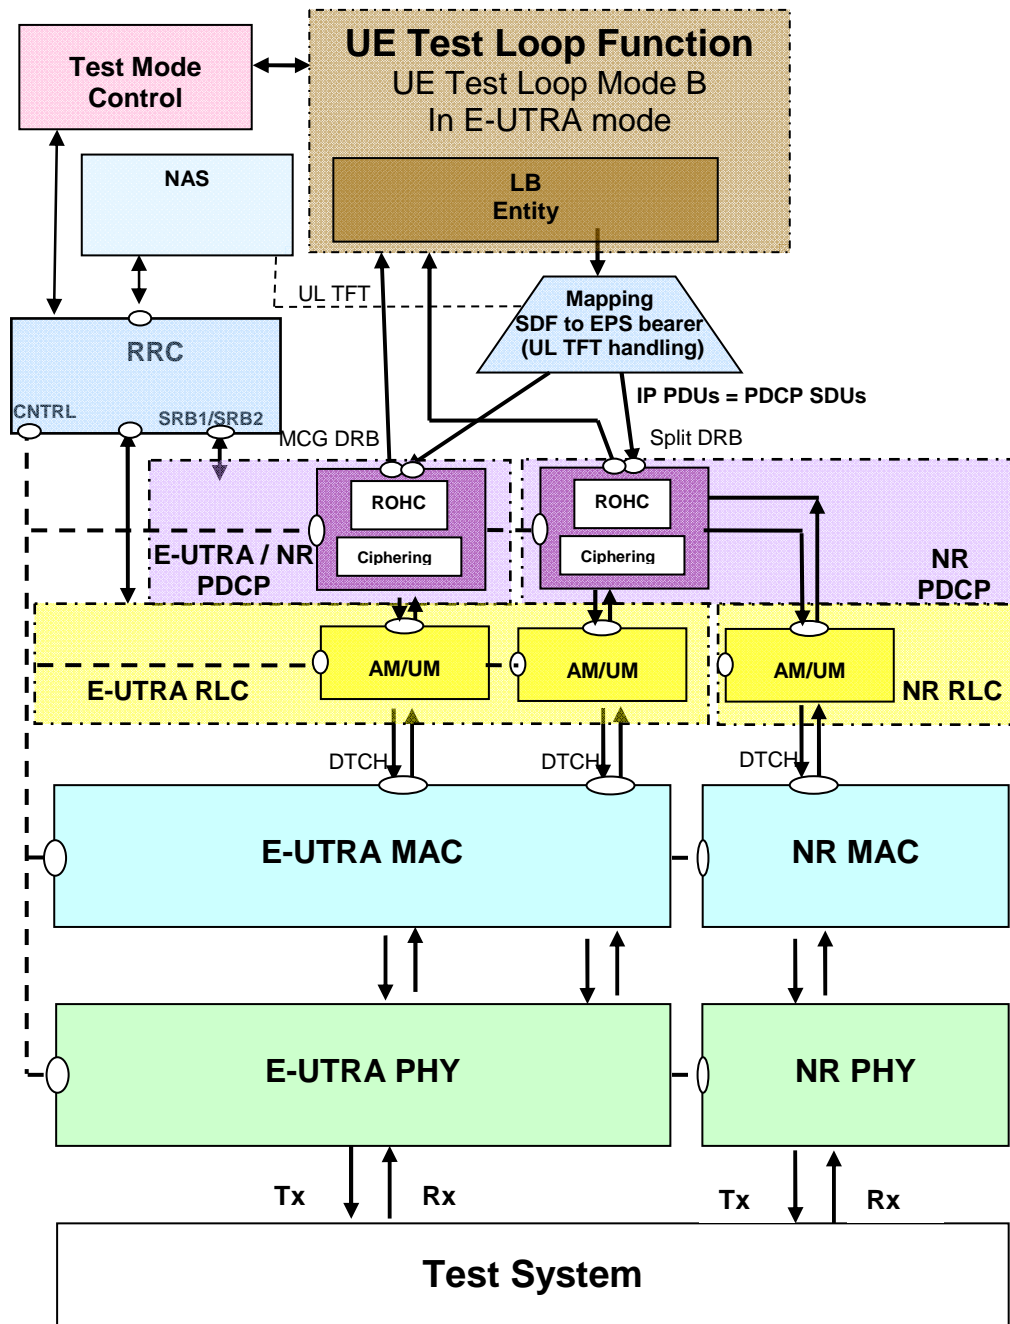 UE Test Loop Function
UE Test Loop Mode B
In E-UTRA mode
Test Mode
Control
NAS
LB
Entity
UL TFT
Mapping
SDF to EPS bearer
(UL TFT handling)
RRC
CNTRL
SRB1/SRB2
IP PDUs = PDCP SDUs
MCG DRB
Split DRB
ROHC
Ciphering
ROHC
Ciphering
E-UTRA / NR
PDCP
NR
PDCP
AM/UM
AM/UM
AM/UM
E-UTRA RLC
NR RLC
DTCH
DTCH
DTCH
E-UTRA MAC
NR MAC
E-UTRA PHY
NR PHY
Tx
Rx
Tx
Rx
Test System